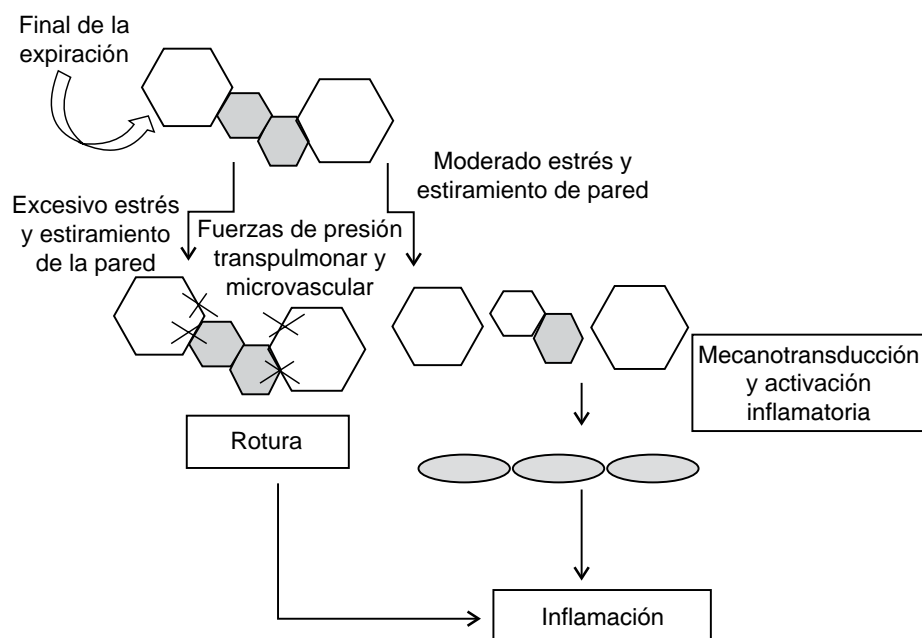 Final de la
expiración
Moderado estrés y
estiramiento de pared
Excesivo estrés
y estiramiento
de la pared
Fuerzas de presión
transpulmonar y
microvascular
Mecanotransducción
y activación
inflamatoria
Rotura
Inflamación